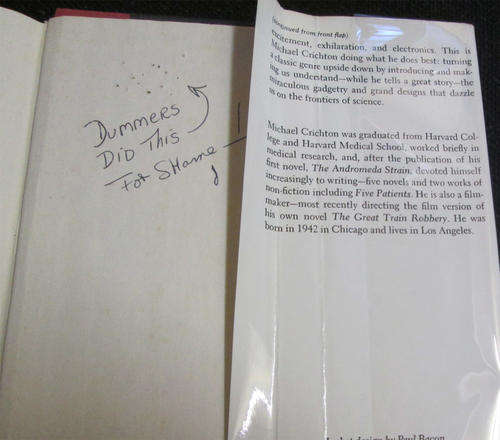 Dummers
Did This
For Shame
(continued from front flap)
excitement, exhilaration, and electronics. This is
Michael Crichton doing what he does best: turning
a classic genre upside down by introducing and mak-
ing us understand—while he tells a great story—the
miraculous gadgetry and grand designs that dazzle
us on the frontiers of science.
Michael Crichton was graduated from Harvard Col-
lege and Harvard Medical School, worked briefly in
medical research, and, after the publication of his
first novel, The Andromeda Strain, devoted himself
increasingly to writing—five novels and two works of
non-fiction including Five Patients. He is also a film-
maker—most recently directing the film version of
his own novel The Great Train Robbery. He was
born in 1942 in Chicago and lives in Los Angeles.
Jacket design by Paul Bacon